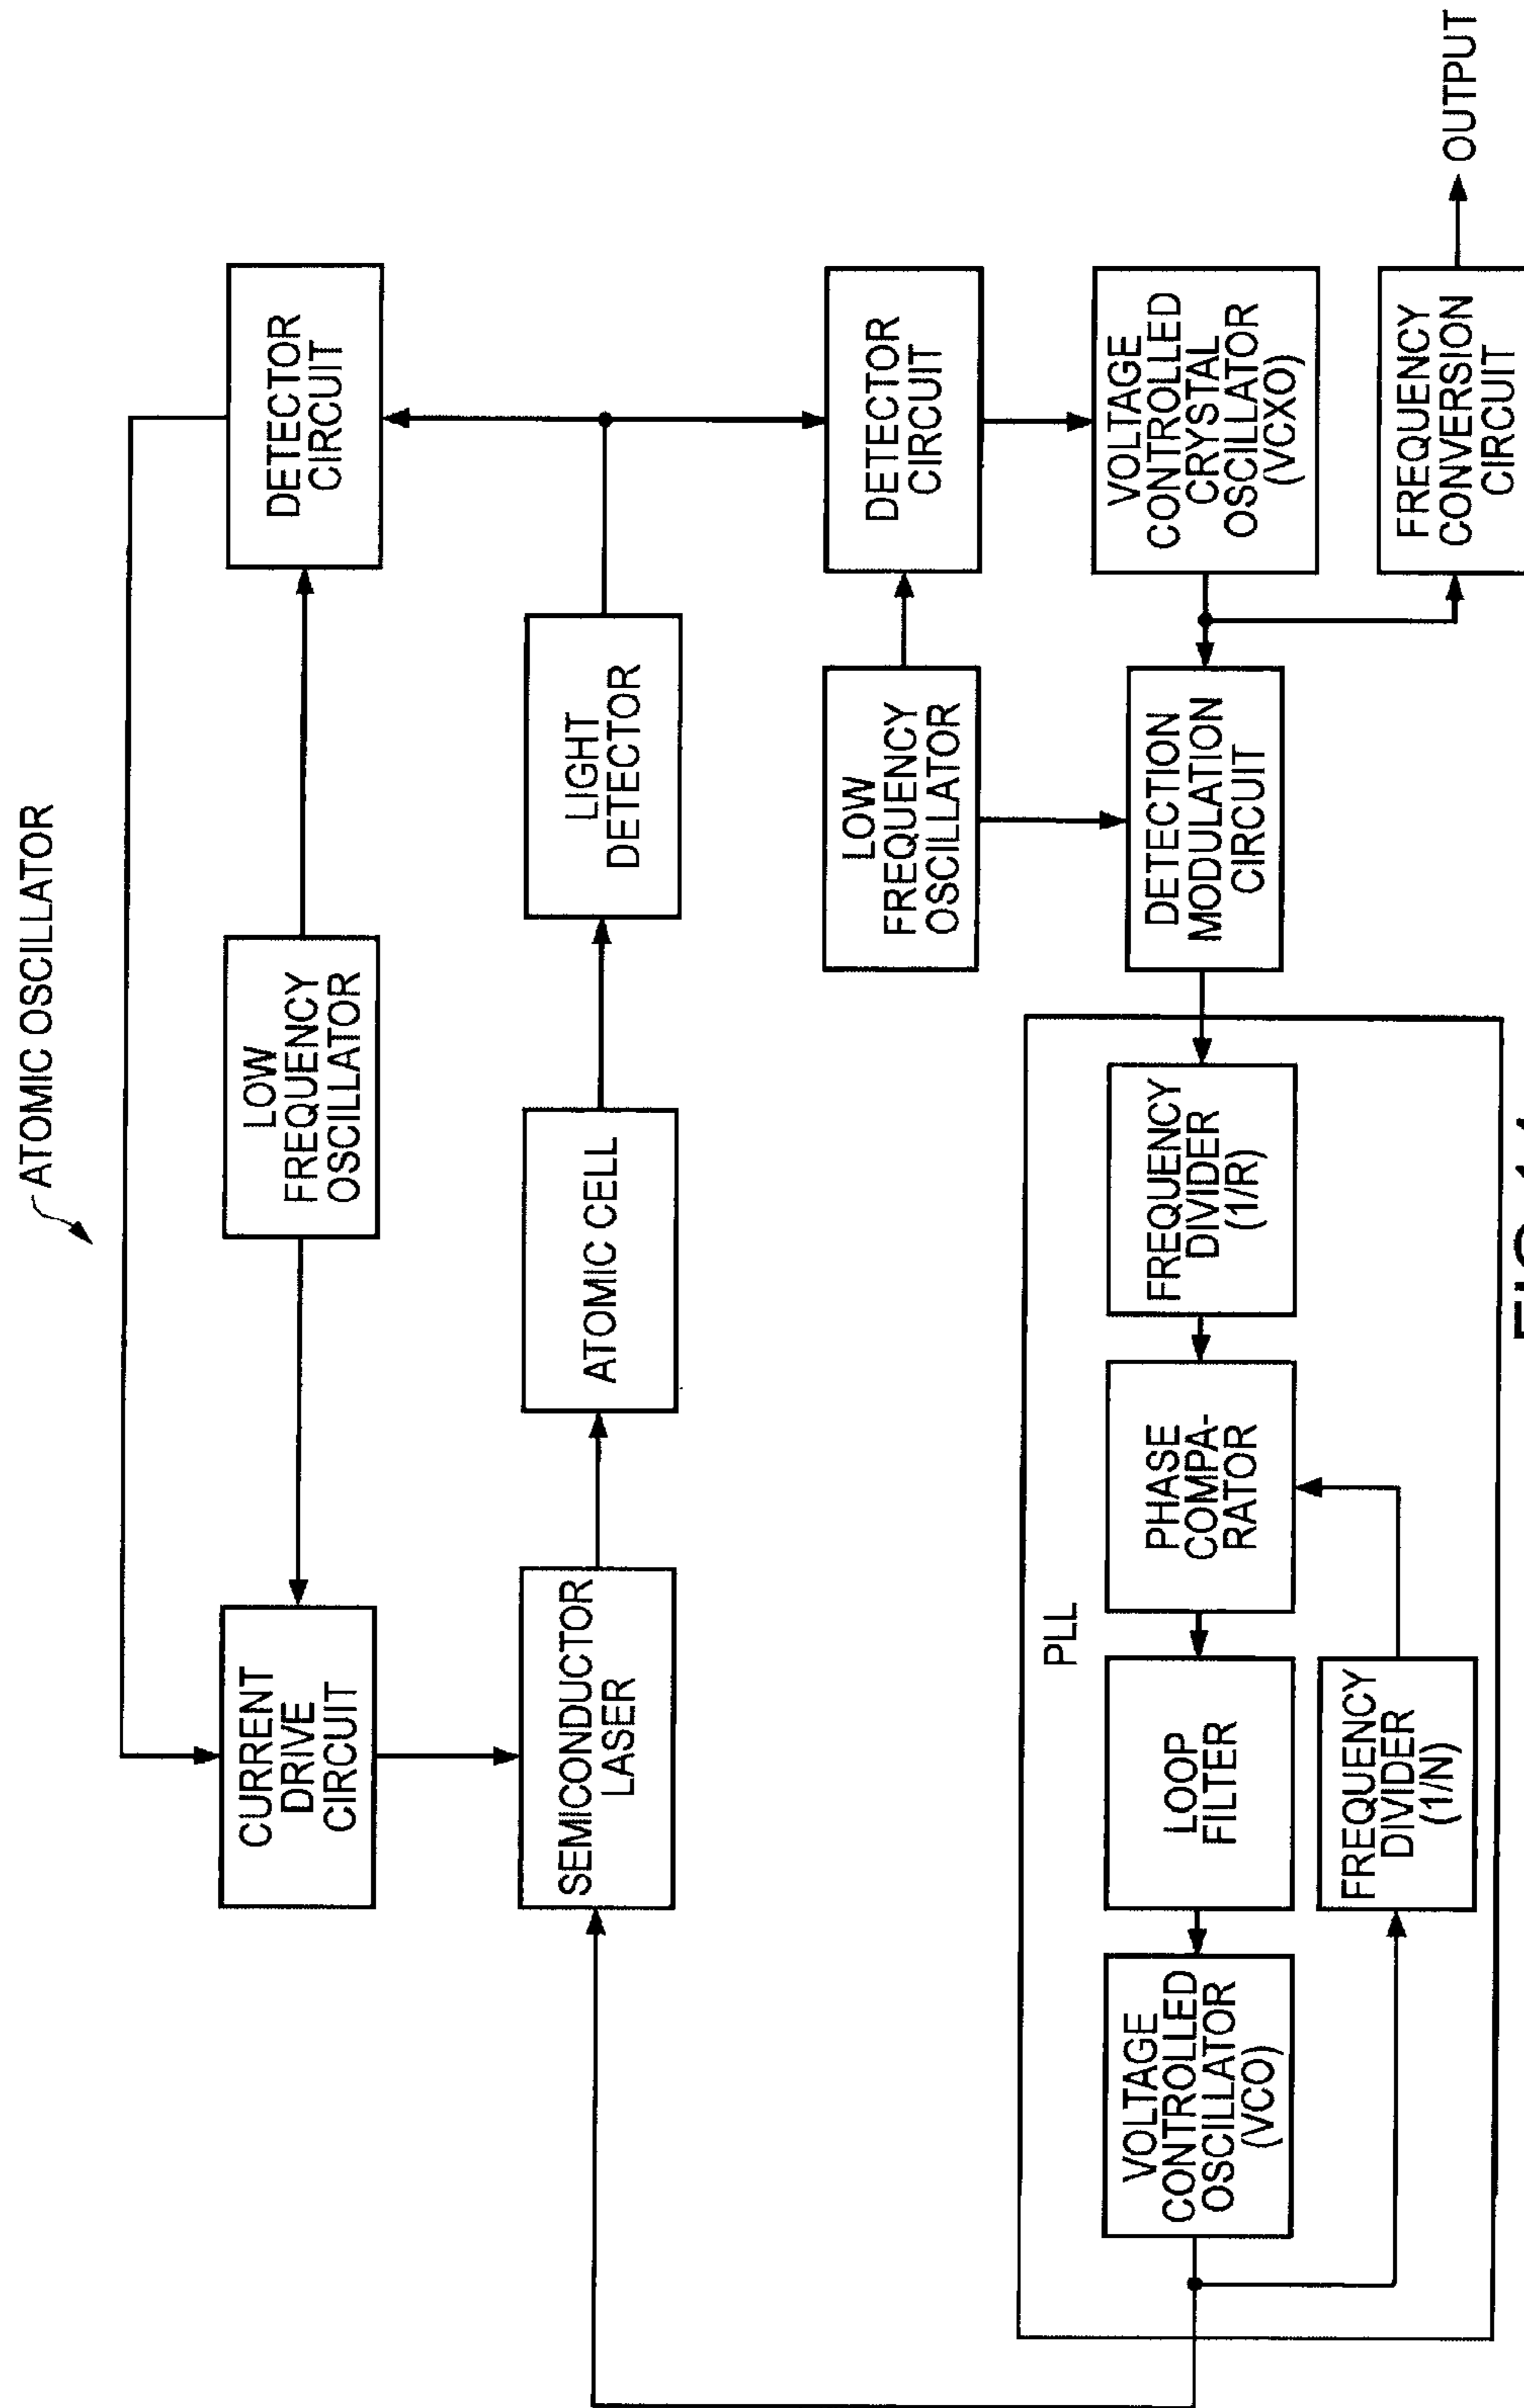 ATOMIC OSCILLATOR
CURRENT
DRIVE
CIRCUIT
LOW
FREQUENCY
OSCILLATOR
DETECTOR
CIRCUIT
SEMICONDUCTOR
LASER
ATOMIC CELL
LIGHT
DETECTOR
LOW
FREQUENCY
OSCILLATOR
DETECTOR
CIRCUIT
PLL
VOLTAGE
CONTROLLED
OSCILLATOR
(VCO)
LOOP
FILTER
PHASE
COMPA-
RATOR
FREQUENCY
DIVIDER
(1/R)
DETECTION
MODULATION
CIRCUIT
VOLTAGE
CONTROLLED
CRYSTAL
OSCILLATOR
(VCXO)
FREQUENCY
DIVIDER
(1/N)
FREQUENCY
CONVERSION
CIRCUIT
OUTPUT